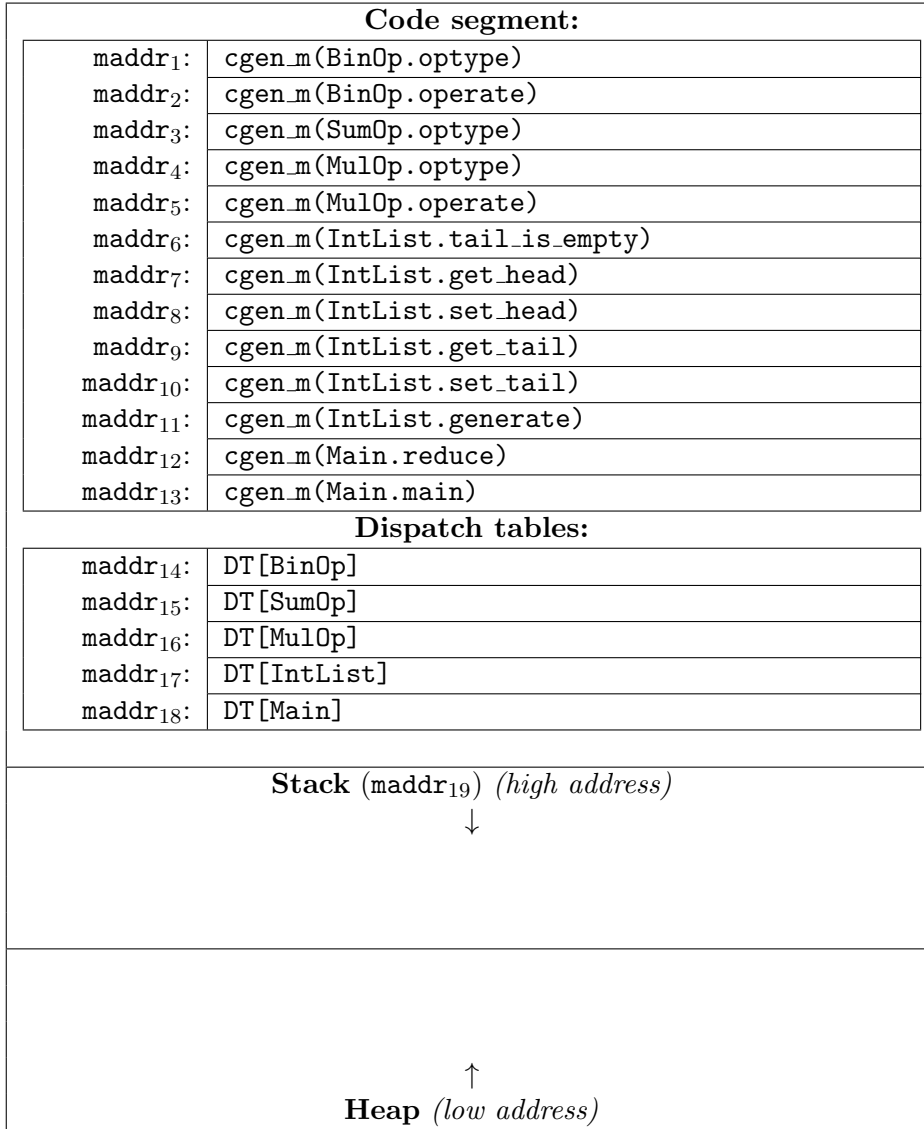 Code segment:
maddr₁: cgen_m(BinOp.optype)
maddr₂: cgen_m(BinOp.operate)
maddr₃: cgen_m(SumOp.optype)
maddr₄: cgen_m(MulOp.optype)
maddr₅: cgen_m(MulOp.operate)
maddr₆: cgen_m(IntList.tail_is_empty)
maddr₇: cgen_m(IntList.get_head)
maddr₈: cgen_m(IntList.set_head)
maddr₉: cgen_m(IntList.get_tail)
maddr₁₀: cgen_m(IntList.set_tail)
maddr₁₁: cgen_m(IntList.generate)
maddr₁₂: cgen_m(Main.reduce)
maddr₁₃: cgen_m(Main.main)
Dispatch tables:
maddr₁₄: DT[BinOp]
maddr₁₅: DT[SumOp]
maddr₁₆: DT[MulOp]
maddr₁₇: DT[IntList]
maddr₁₈: DT[Main]
Stack (maddr₁₉) (high address)
↓
↑
Heap (low address)